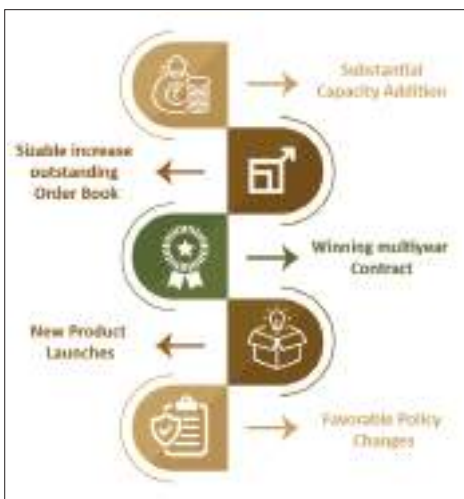 Substantial
Capacity Addition
Sizable increase
outstanding
Order Book
Winning multiyear
Contract
New Product
Launches
Favorable Policy
Changes